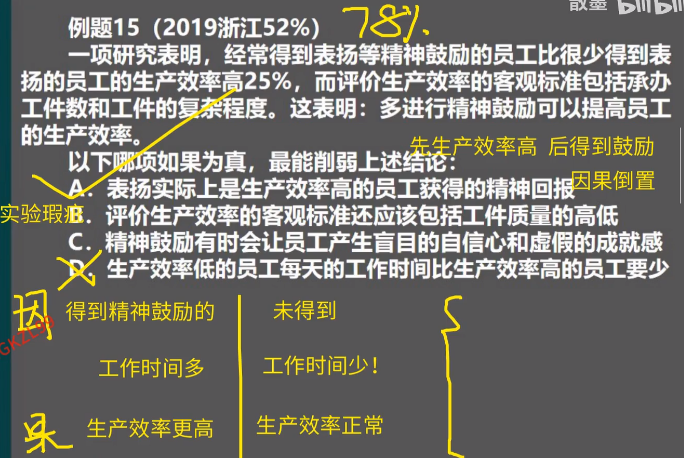 散墨 bilibili
例题15（2019浙江52%） 78%.
一项研究表明，经常得到表扬等精神鼓励的员工比很少得到表
扬的员工的生产效率高25%，而评价生产效率的客观标准包括承办
工件数和工件的复杂程度。这表明：多进行精神鼓励可以提高员工
的生产效率。
先生产效率高 后得到鼓励
以下哪项如果为真，最能削弱上述结论：
因果倒置
A. 表扬实际上是生产效率高的员工获得的精神回报
实验瑕疵
B. 评价生产效率的客观标准还应该包括工件质量的高低
C. 精神鼓励有时会让员工产生盲目的自信心和虚假的成就感
D. 生产效率低的员工每天的工作时间比生产效率高的员工要少
因 得到精神鼓励的 未得到
工作时间多 工作时间少！
果 生产效率更高 生产效率正常